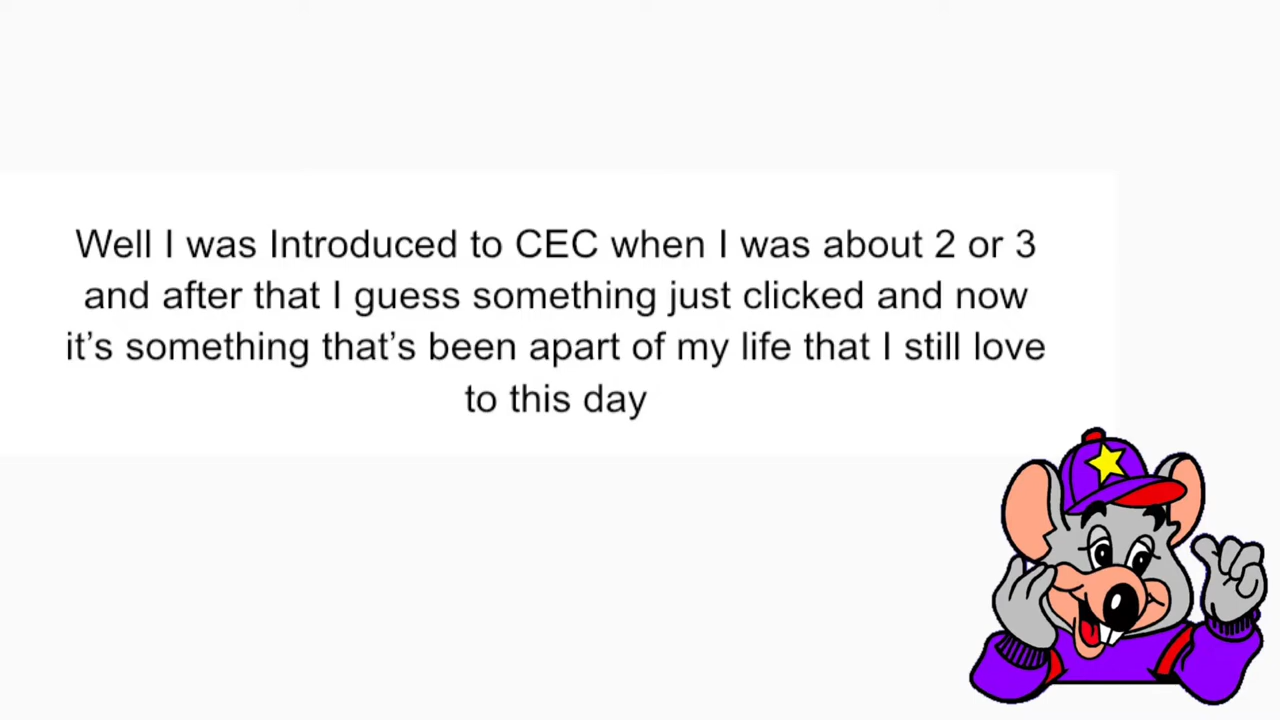 Well I was Introduced to CEC when I was about 2 or 3
and after that I guess something just clicked and now
it’s something that’s been apart of my life that I still love
to this day